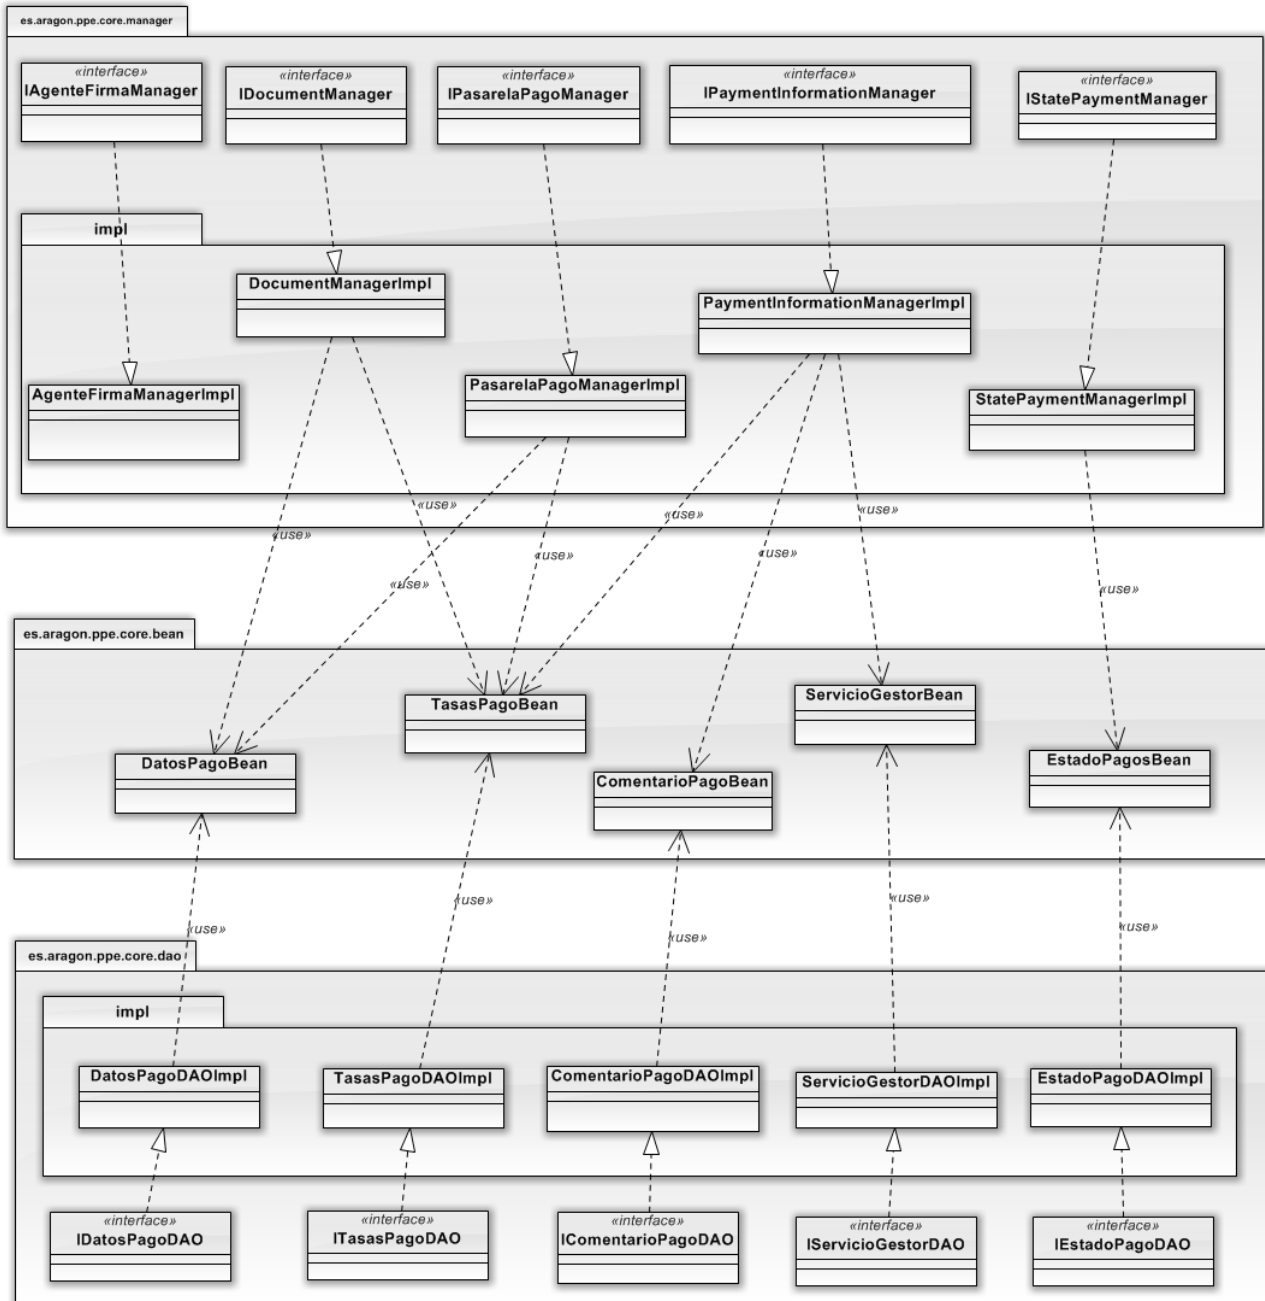 es.aragon.ppe.core.manager
«interface»
IAgenteFirmaManager
«interface»
IDocumentManager
«interface»
IPasarelaPagoManager
«interface»
IPaymentInformationManager
«interface»
IStatePaymentManager
impl
DocumentManagerImpl
PaymentInformationManagerImpl
AgenteFirmaManagerImpl
PasarelaPagoManagerImpl
StatePaymentManagerImpl
«use»
«use»
«use»
«use»
«use»
«use»
«use»
«use»
«use»
es.aragon.ppe.core.bean
TasasPagoBean
ServicioGestorBean
DatosPagoBean
ComentarioPagoBean
EstadoPagosBean
«use»
«use»
«use»
«use»
«use»
es.aragon.ppe.core.dao
impl
DatosPagoDAOImpl
TasasPagoDAOImpl
ComentarioPagoDAOImpl
ServicioGestorDAOImpl
EstadoPagoDAOImpl
«interface»
IDatosPagoDAO
«interface»
ITasasPagoDAO
«interface»
IComentarioPagoDAO
«interface»
IServicioGestorDAO
«interface»
IEstadoPagoDAO